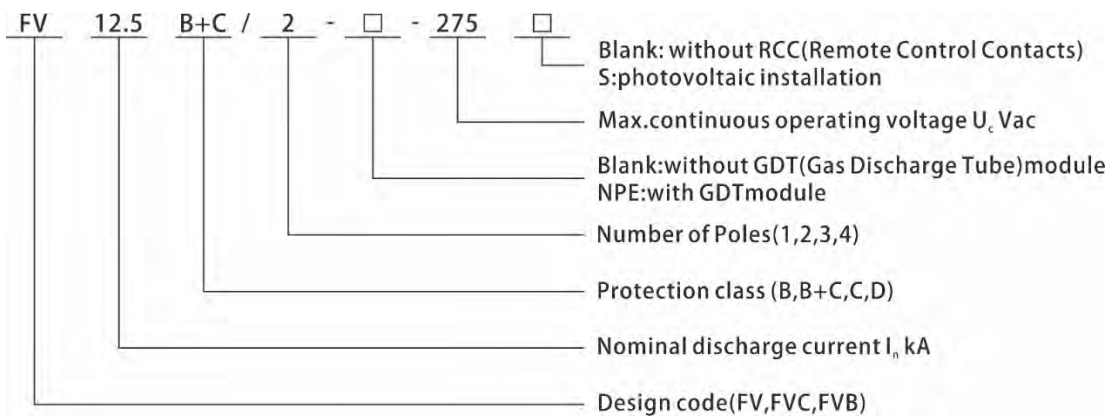 FV 12.5 B+C / 2 - □ - 275 □
Blank: without RCC(Remote Control Contacts)
S:photovoltaic installation
Max.continuous operating voltage Uc Vac
Blank:without GDT(Gas Discharge Tube)module
NPE:with GDTmodule
Number of Poles(1,2,3,4)
Protection class (B,B+C,C,D)
Nominal discharge current In kA
Design code(FV,FVC,FVB)